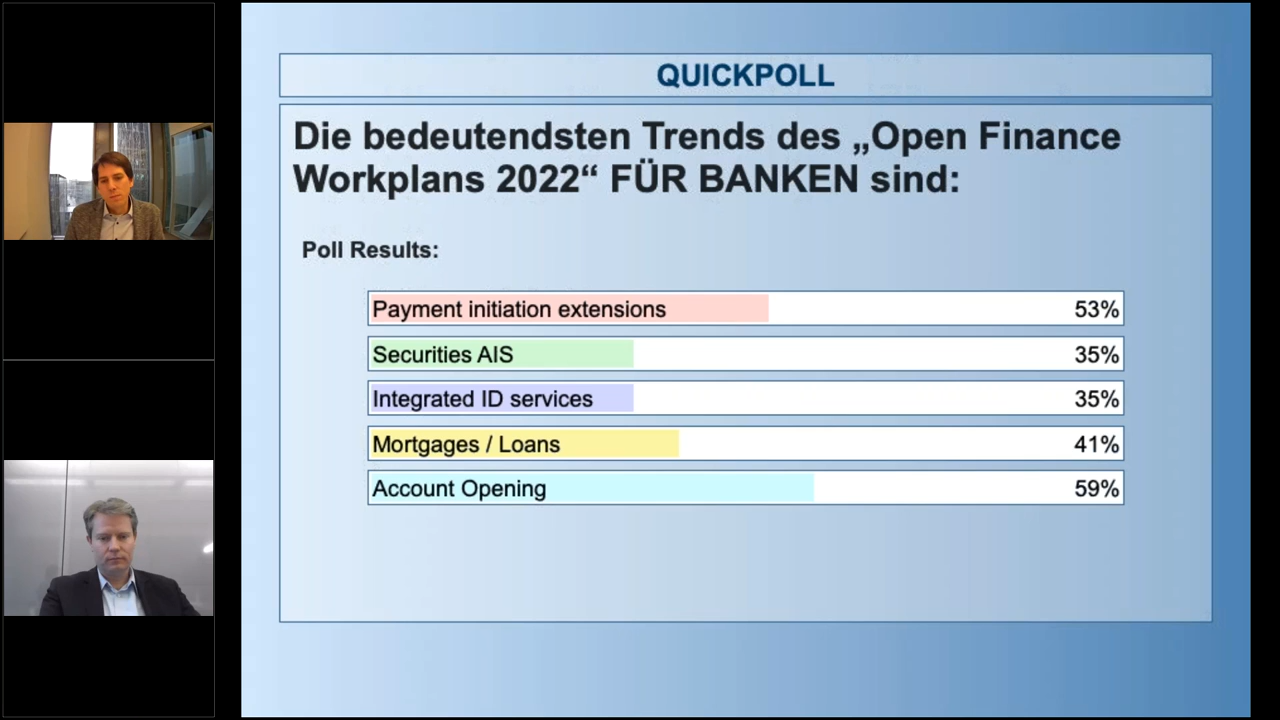 QUICKPOLL
Die bedeutendsten Trends des „Open Finance
Workplans 2022“ FÜR BANKEN sind:
Poll Results:
Payment initiation extensions 53%
Securities AIS 35%
Integrated ID services 35%
Mortgages / Loans 41%
Account Opening 59%